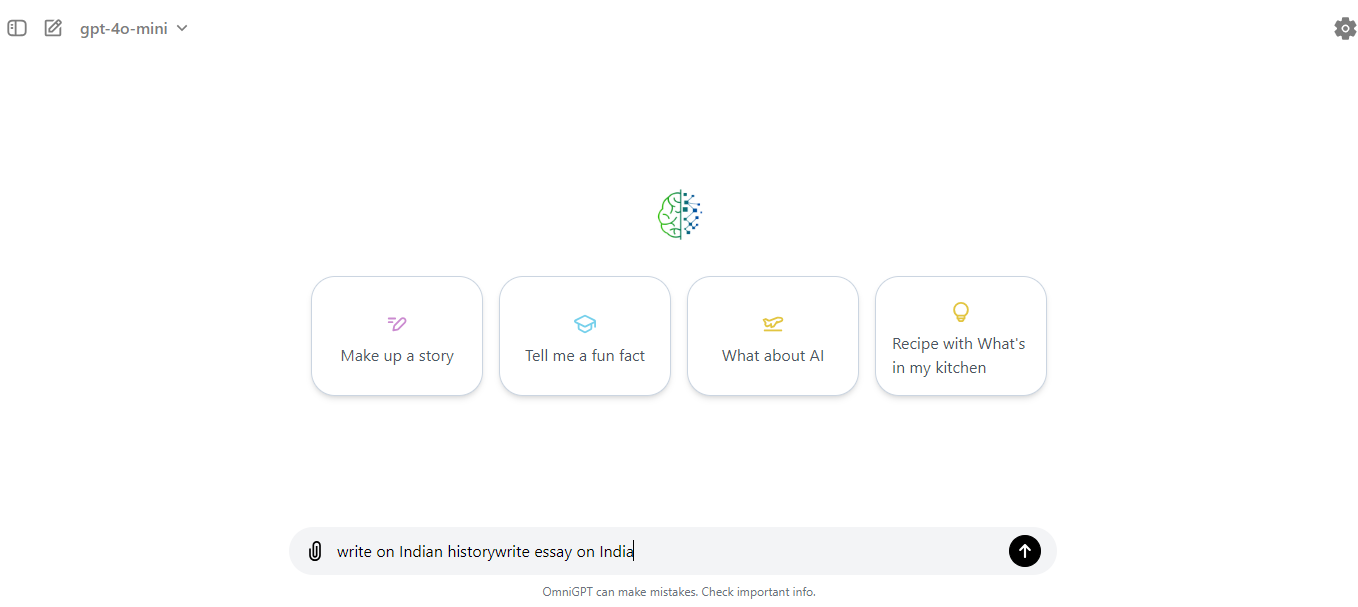 gpt-4o-mini
Make up a story
Tell me a fun fact
What about AI
Recipe with What's
in my kitchen
write on Indian historywrite essay on India
OmniGPT can make mistakes. Check important info.